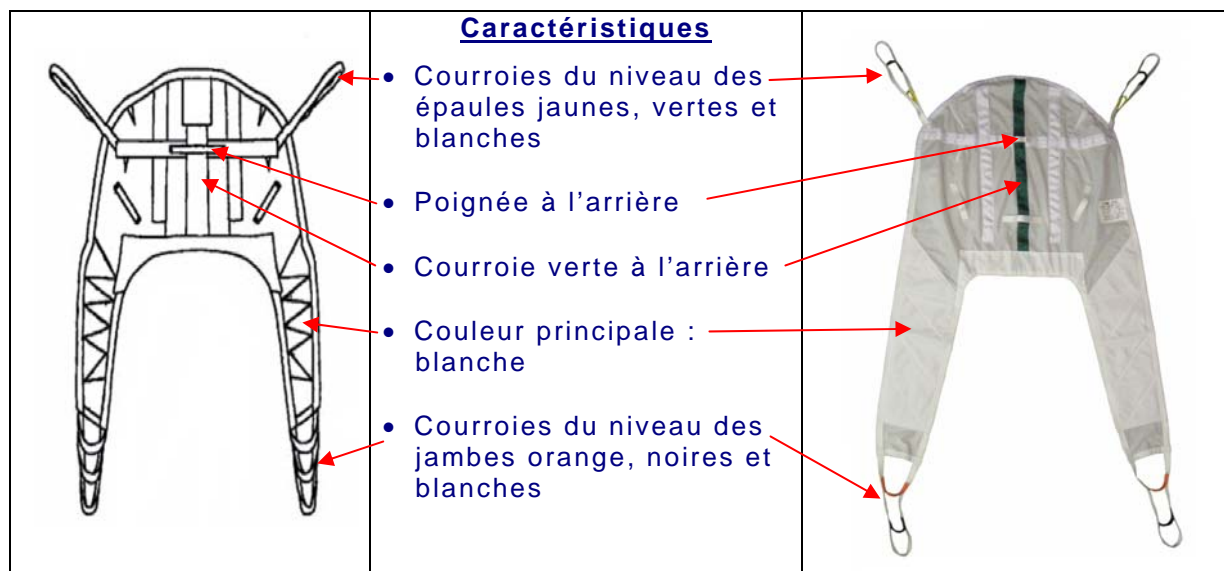 Caractéristiques
• Courroies du niveau des
épaules jaunes, vertes et
blanches
• Poignée à l'arrière
• Courroie verte à l'arrière
• Couleur principale :
blanche
• Courroies du niveau des
jambes orange, noires et
blanches